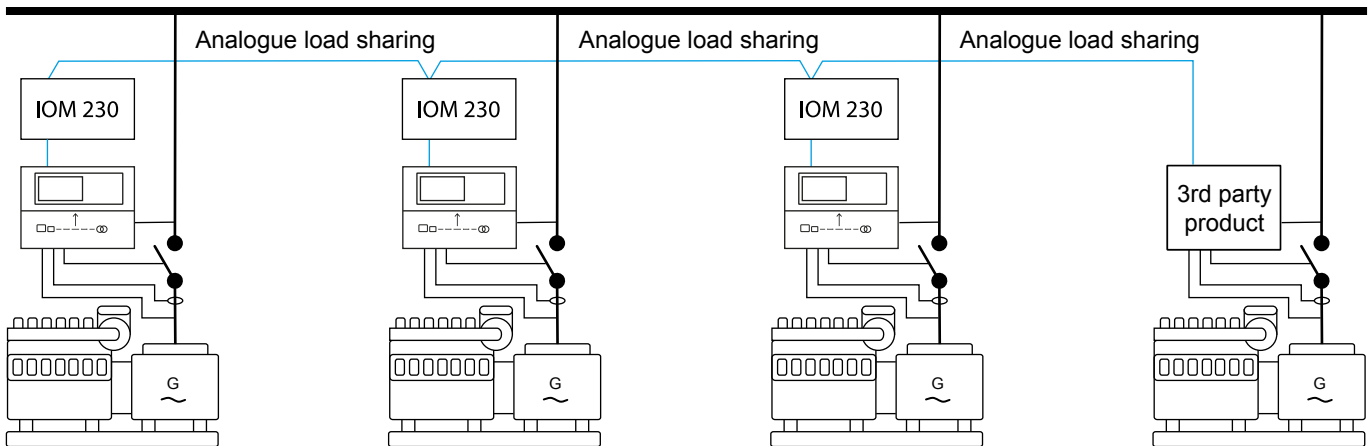 Analogue load sharing
Analogue load sharing
Analogue load sharing
IOM 230
IOM 230
IOM 230
3rd party
product
G
G
G
G